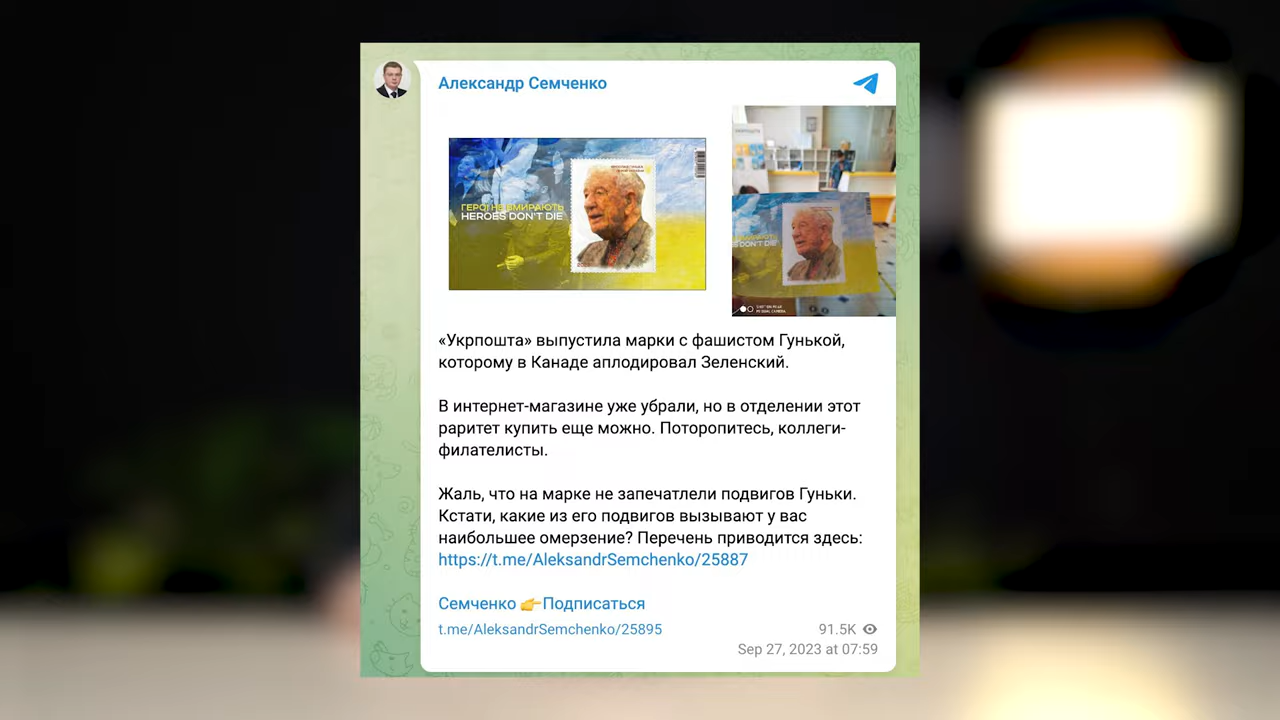 Александр Семченко
ГЕРОЇ НЕ ВМИРАЮТЬ
HEROES DON'T DIE
«Укрпошта» выпустила марки с фашистом Гунькой,
которому в Канаде аплодировал Зеленский.
В интернет-магазине уже убрали, но в отделении этот
раритет купить еще можно. Поторопитесь, коллеги-
филателисты.
Жаль, что на марке не запечатлели подвигов Гуньки.
Кстати, какие из его подвигов вызывают у вас
наибольшее омерзение? Перечень приводится здесь:
https://t.me/AleksandrSemchenko/25887
Семченко 👉Подписаться
t.me/AleksandrSemchenko/25895 91.5K
Sep 27, 2023 at 07:59